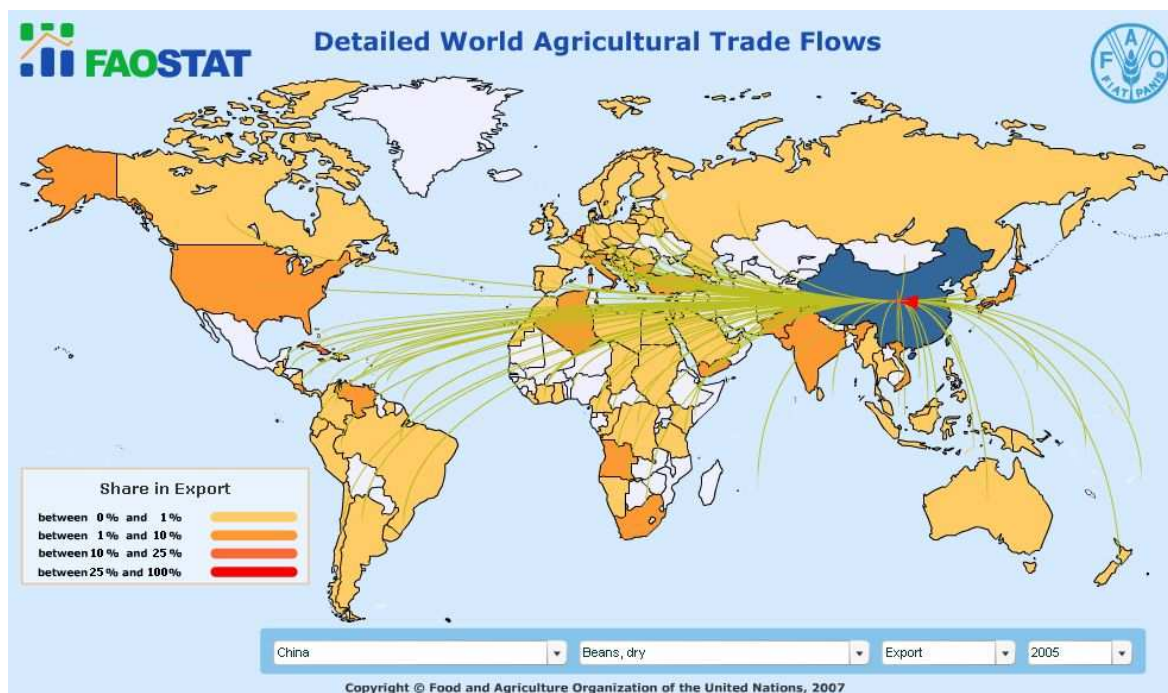 FAOSTAT
Detailed World Agricultural Trade Flows
F A O
FIAT PANIS
Share in Export
between 0% and 1%
between 1% and 10%
between 10% and 25%
between 25% and 100%
China
Beans, dry
Export
2005
Copyright © Food and Agriculture Organization of the United Nations, 2007